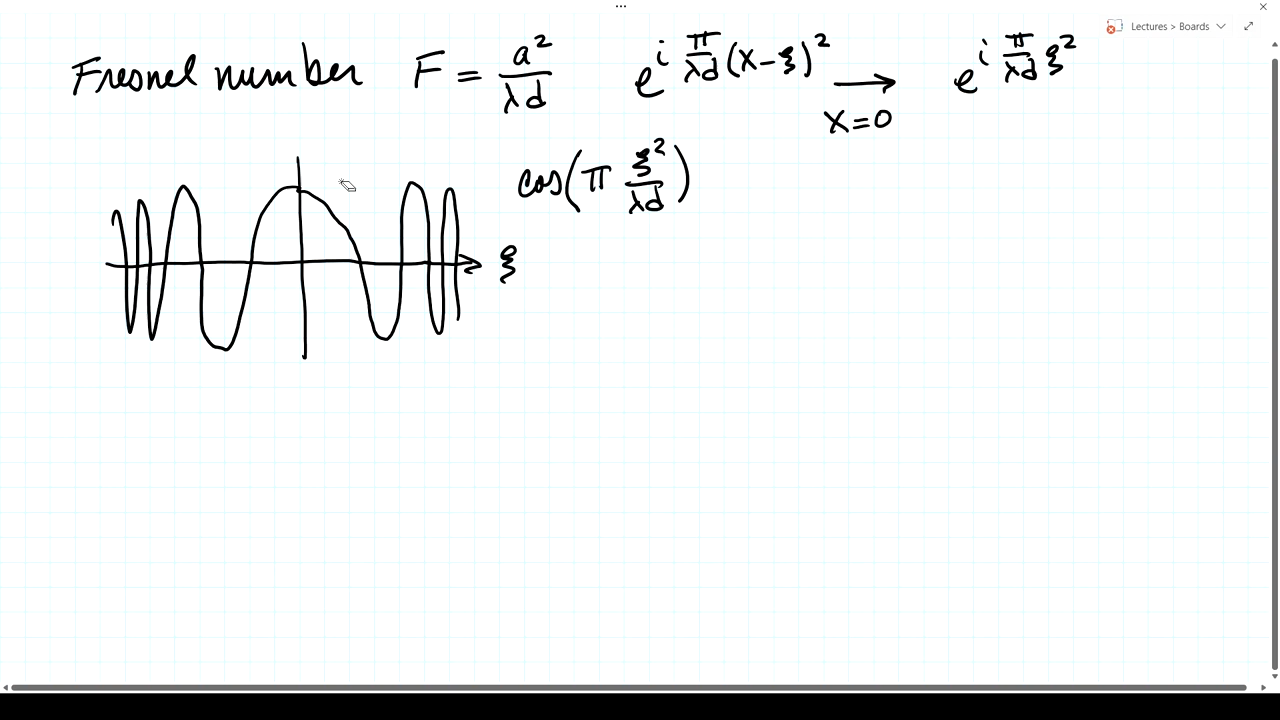 Lectures > Boards
Fresnel number F = a²/λd e^{i π/λd (x-ξ)²} → x=0 e^{i π/λd ξ²}
cos(π ξ²/λd)
ξ